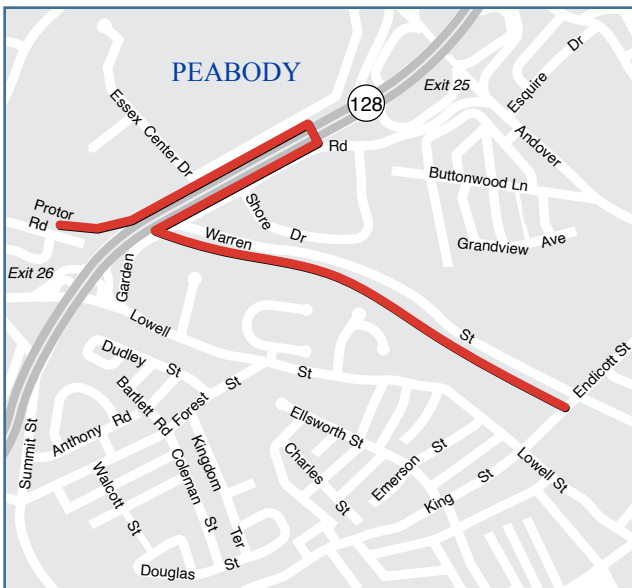 PEABODY
128
Exit 25
Esquire Dr
Andover
Essex Center Dr
Rd
Buttonwood Ln
Protor
Rd
Shore Dr
Warren St
Grandview Ave
Exit 26
Garden
Lowell St
Endicott St
Dudley St
Bartlett Rd
Forest St
Anthony Rd
Ellsworth St
Kingdom Ter
Coleman St
Walcott St
Charles St
Emerson St
King St
Lowell St
Summit St
Douglas St